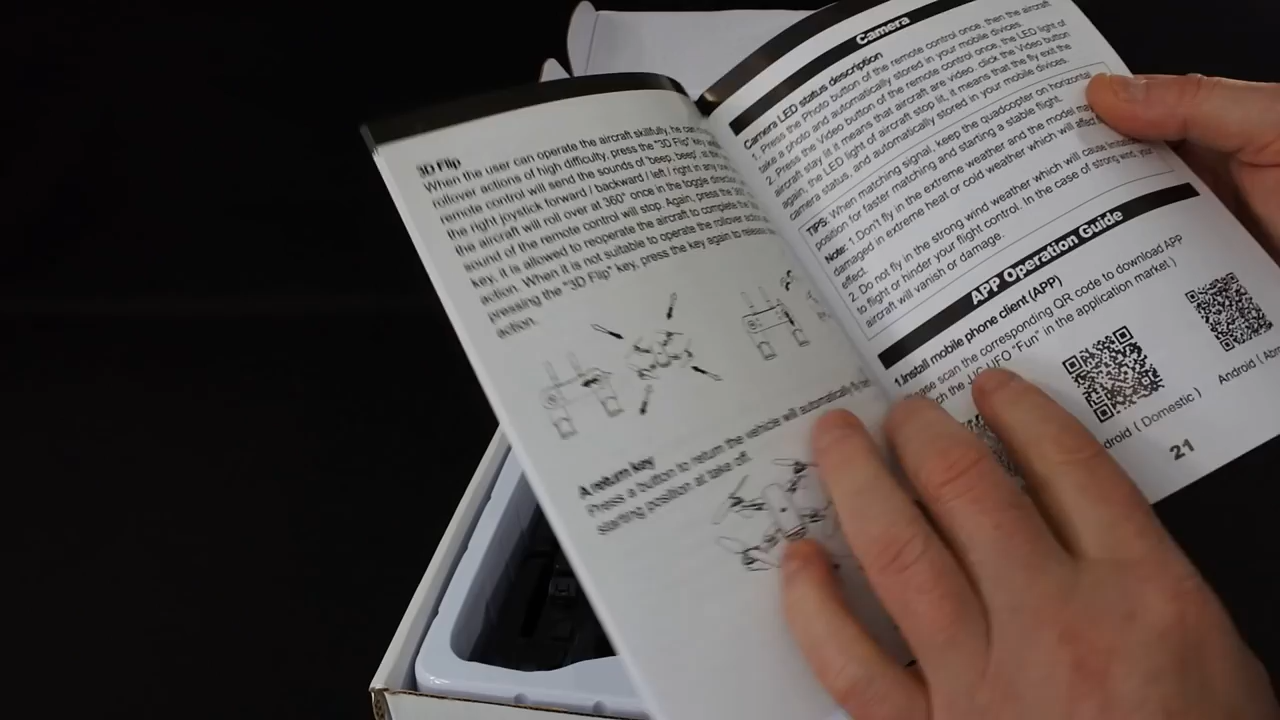 3D Flip
When the user can operate the aircraft skillfully, he can
rollover actions of high difficulty, press the "3D Flip" key
remote control will send the sounds of 'beep, beep',
the right joystick forward / backward / left / right in any
the aircraft will roll over at 360° once in the toggle
sound of the remote control will stop. Again, press the 360°
key, it is allowed to reoperate the aircraft to complete the
action. When it is not suitable to operate the rollover
pressing the "3D Flip" key, press the key again to release
action.
A return key
Press a button to return the vehicle will automatically
starting position at take off.
Camera
Camera LED status description
1. Press the Photo button of the remote control once, then the aircraft
take a photo and automatically stored in your mobile devices.
2. Press the Video button of the remote control once, the LED light of
aircraft stay lit it means that aircraft are video. click the Video button
again, the LED light of aircraft stop lit, it means that the fly exit the
camera status, and automatically stored in your mobile devices.
TIPS: When matching signal, keep the quadcopter on horizontal
position for faster matching and starting a stable flight.
Note: 1.Don't fly in the extreme weather and the model may
damaged in extreme heat or cold weather which will affect
effect.
2. Do not fly in the strong wind weather which will cause
to flight or hinder your flight control. In the case of strong wind, your
aircraft will vanish or damage.
APP Operation Guide
1.Install mobile phone client (APP)
scan the corresponding QR code to download APP
the JJC UFO "Fun" in the application market.)
Android (
( Domestic )
21